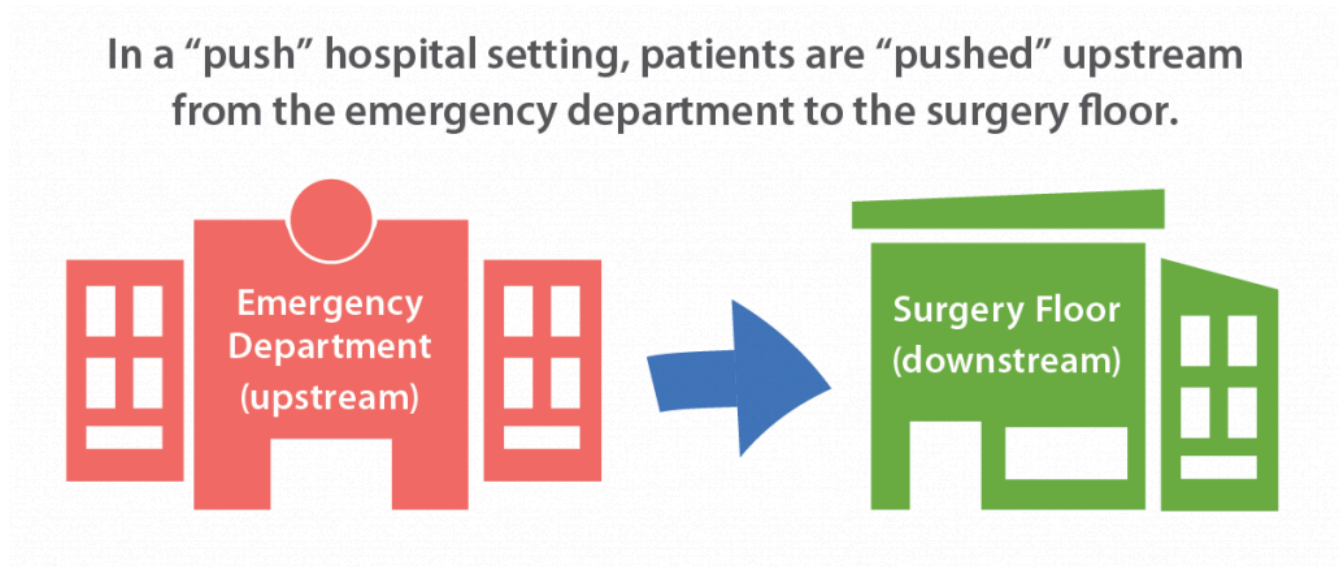 In a “push” hospital setting, patients are “pushed” upstream
from the emergency department to the surgery floor.
Emergency
Department
(upstream)
Surgery Floor
(downstream)